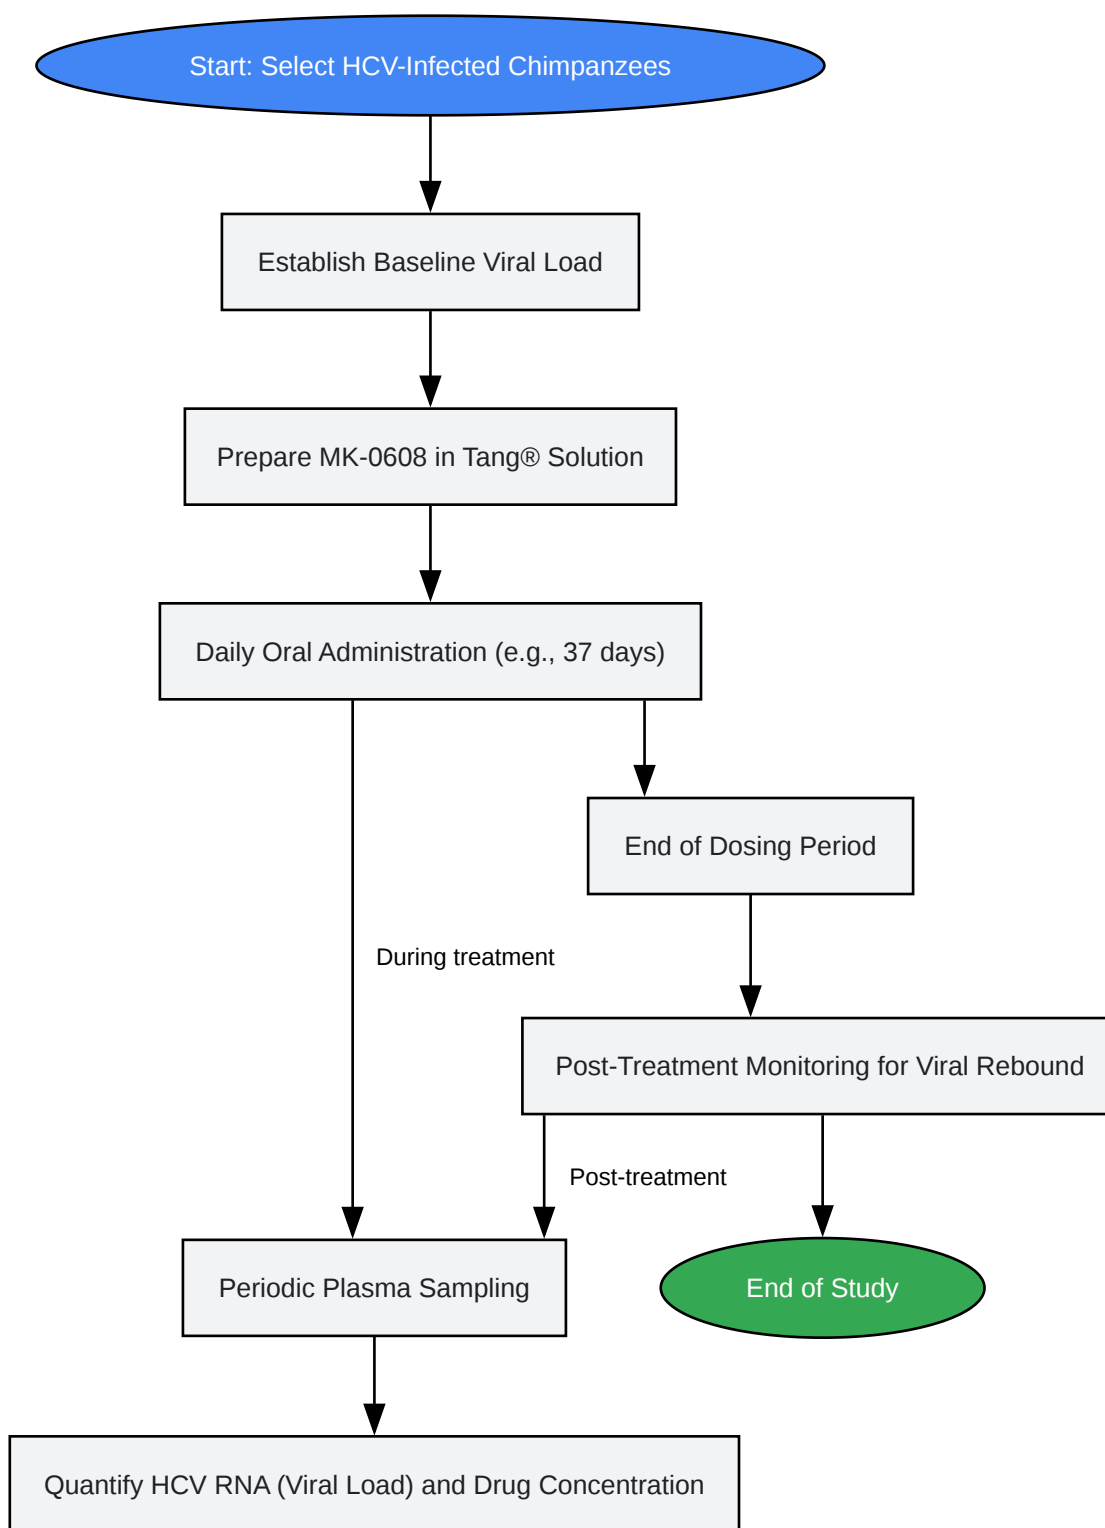 Start: Select HCV-Infected Chimpanzees
Establish Baseline Viral Load
Prepare MK-0608 in Tang® Solution
Daily Oral Administration (e.g., 37 days)
End of Dosing Period
During treatment
Post-Treatment Monitoring for Viral Rebound
Post-treatment
Periodic Plasma Sampling
End of Study
Quantify HCV RNA (Viral Load) and Drug Concentration